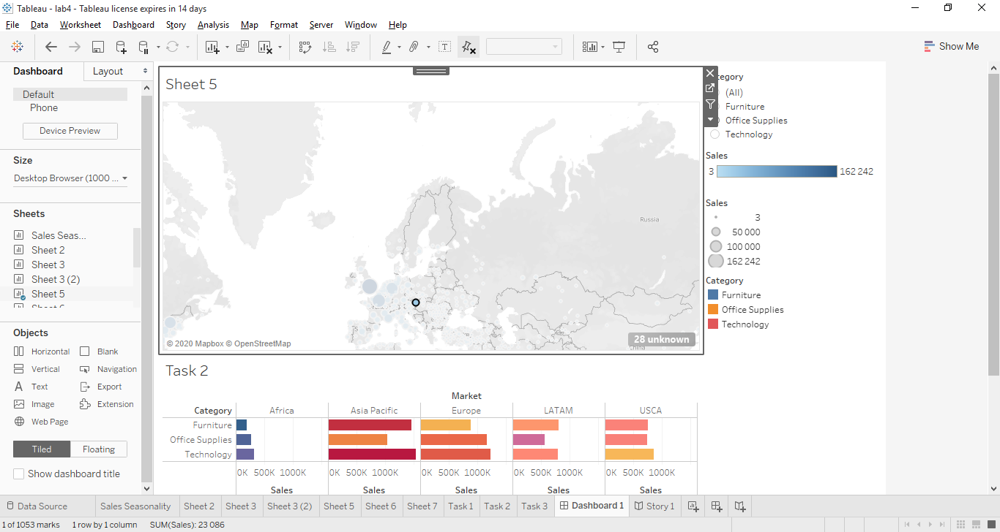 Tableau - lab4 - Tableau license expires in 14 days
File Data Worksheet Dashboard Story Analysis Map Format Server Window Help
Show Me
Dashboard Layout
Default
Phone
Device Preview
Size
Desktop Browser (1000 ...
Sheets
Sales Seas...
Sheet 2
Sheet 3
Sheet 3 (2)
Sheet 5
Objects
Horizontal Blank
Vertical Navigation
Text Export
Image Extension
Web Page
Tiled Floating
Show dashboard title
Sheet 5
Russia
© 2020 Mapbox © OpenStreetMap
28 unknown
(All)
Furniture
Office Supplies
Technology
Sales
3 162 242
Sales
3
50 000
100 000
162 242
Category
Furniture
Office Supplies
Technology
Task 2
Market
Category Africa Asia Pacific Europe LATAM USCA
Furniture
Office Supplies
Technology
0K 500K 1000K 0K 500K 1000K 0K 500K 1000K 0K 500K 1000K 0K 500K 1000K
Sales Sales Sales Sales Sales
Data Source Sales Seasonality Sheet 2 Sheet 3 Sheet 3 (2) Sheet 5 Sheet 6 Sheet 7 Task 1 Task 2 Task 3 Dashboard 1 Story 1
1 of 1053 marks 1 row by 1 column SUM(Sales): 23 086